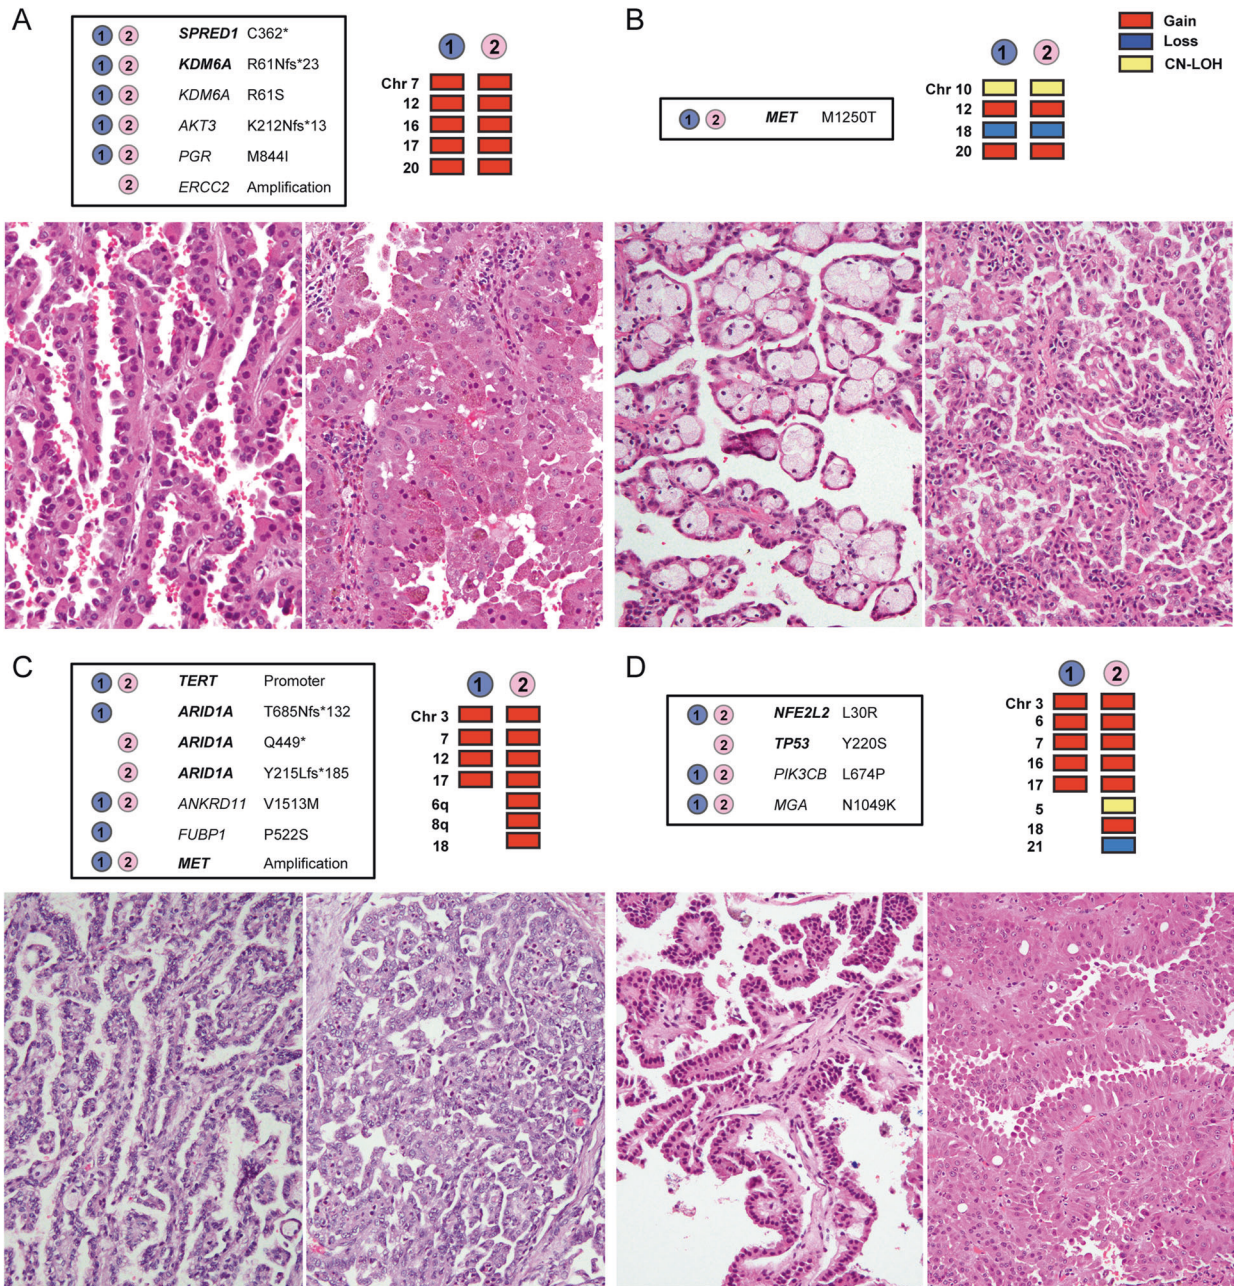 A
1 2 SPRED1 C362*
1 2 KDM6A R61Nfs*23
1 2 KDM6A R61S
1 2 AKT3 K212Nfs*13
1 2 PGR M844I
2 ERCC2 Amplification
1 2
Chr 7
12
16
17
20
B
1 2 MET M1250T
1 2
Chr 10
12
18
20
Gain
Loss
CN-LOH
C
1 2 TERT Promoter
1 ARID1A T685Nfs*132
2 ARID1A Q449*
2 ARID1A Y215Lfs*185
1 2 ANKRD11 V1513M
1 FUBP1 P522S
1 2 MET Amplification
1 2
Chr 3
7
12
17
6q
8q
18
D
1 2 NFE2L2 L30R
2 TP53 Y220S
1 2 PIK3CB L674P
1 2 MGA N1049K
1 2
Chr 3
6
7
16
17
5
18
21